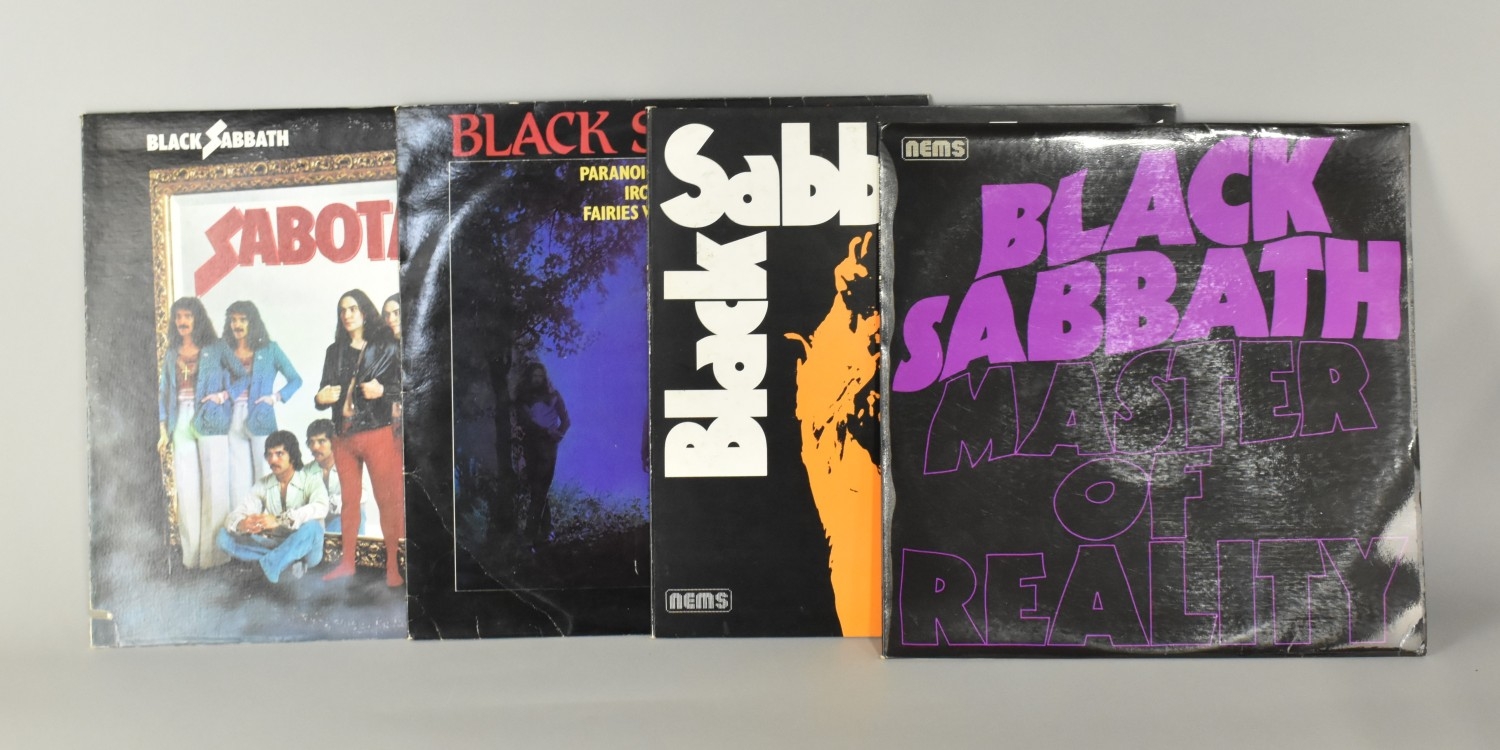 BLACK SABBATH
SABOTA
BLACK S
PARANOI
IRO
FAIRIES W
Black
Sabb
nems
nems
BLACK
SABBATH
MASTER
OF
REALITY